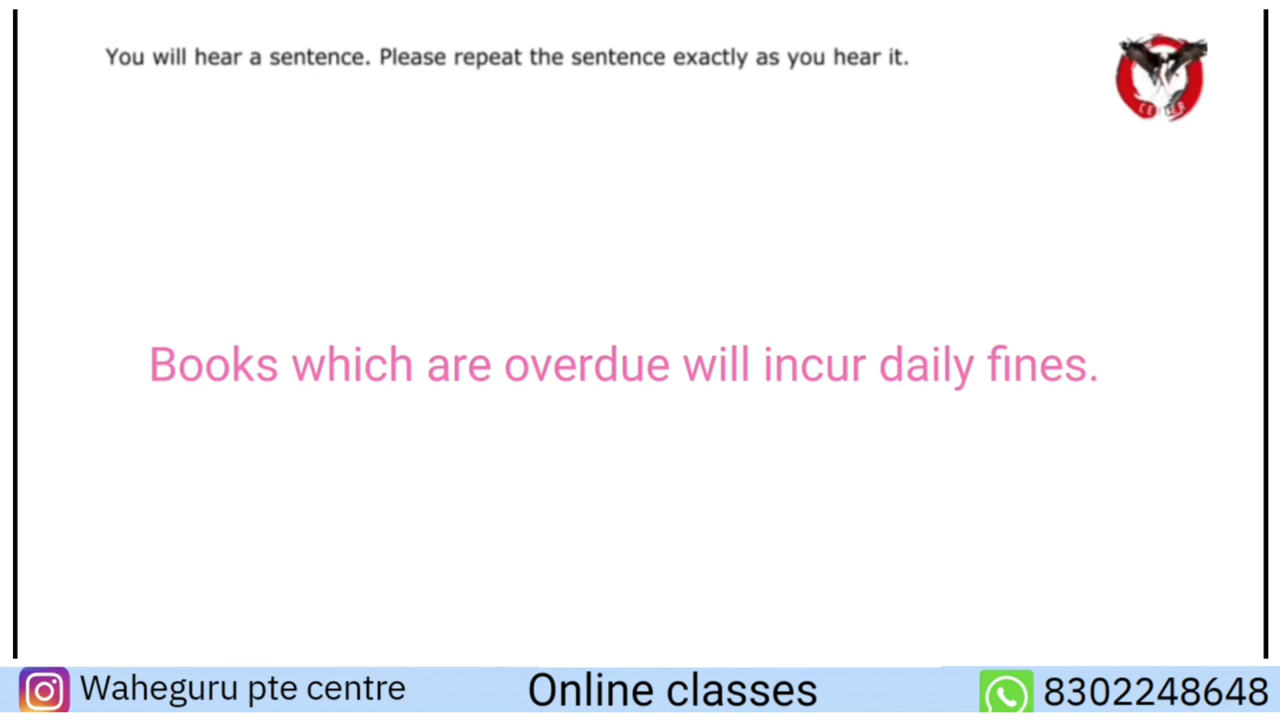 You will hear a sentence. Please repeat the sentence exactly as you hear it.
Books which are overdue will incur daily fines.
Waheguru pte centre
Online classes
8302248648